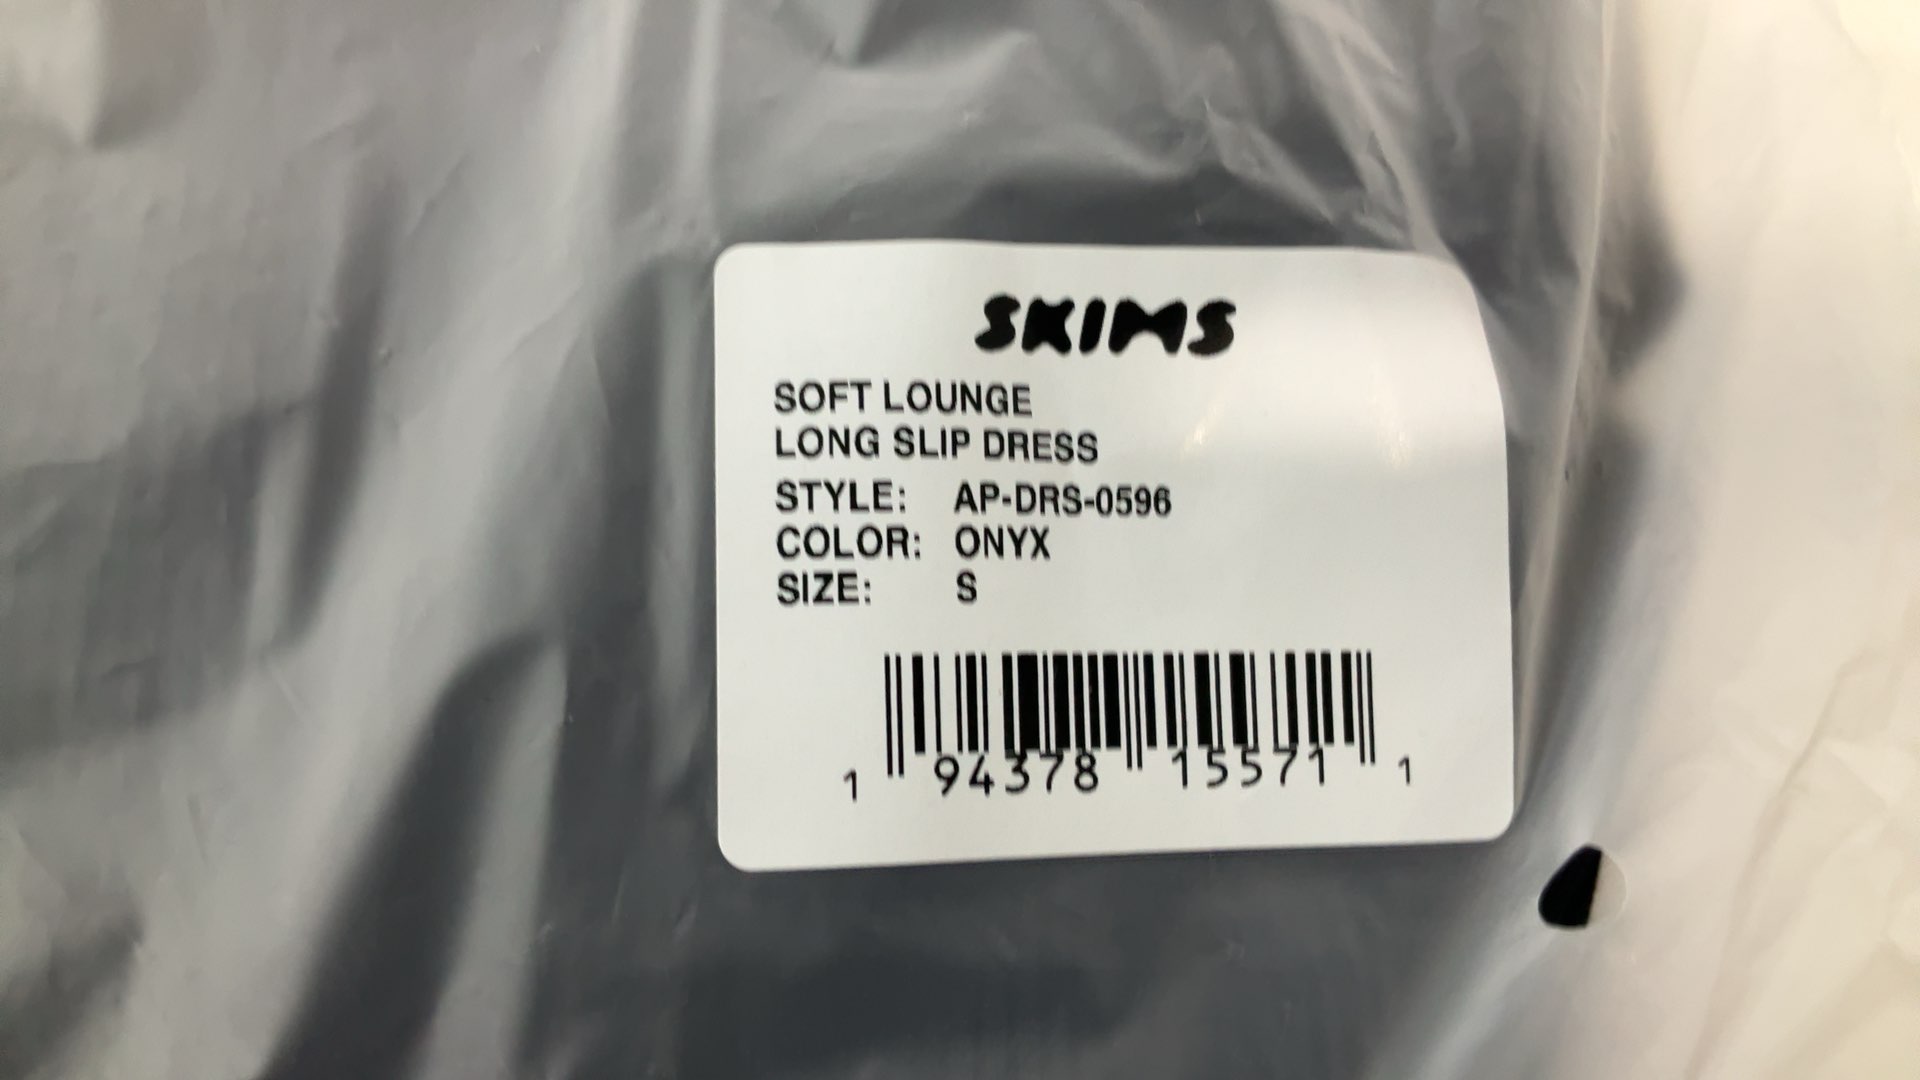 SKIMS
SOFT LOUNGE
LONG SLIP DRESS
STYLE: AP-DRS-0596
COLOR: ONYX
SIZE: S
1 94378 15571 1